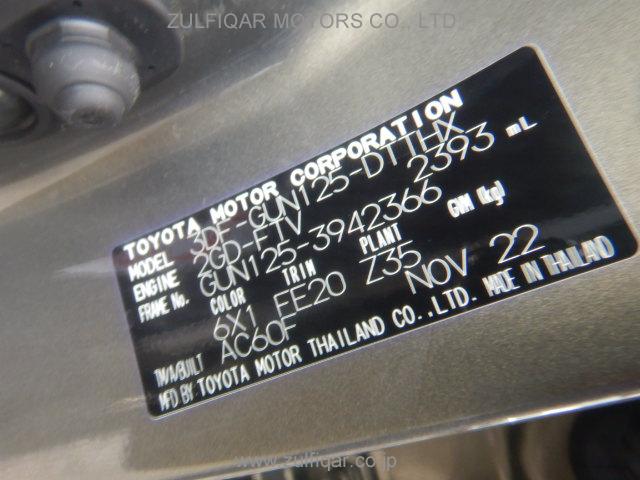 ZULFIQAR MOTORS CO., LTD.
TOYOTA MOTOR CORPORATION
MODEL 3DF-GUN125-DTTHX
ENGINE 2GD-FTV 2393 mL
FRAME No. GUN125-3942366
COLOR TRIM PLANT GVM (kg)
6X1 EE20 Z35
TM/A/BUILT AC60F NOV 22
MFD BY TOYOTA MOTOR THAILAND CO.,LTD. MADE IN THAILAND
www.zulfiqar.co.jp